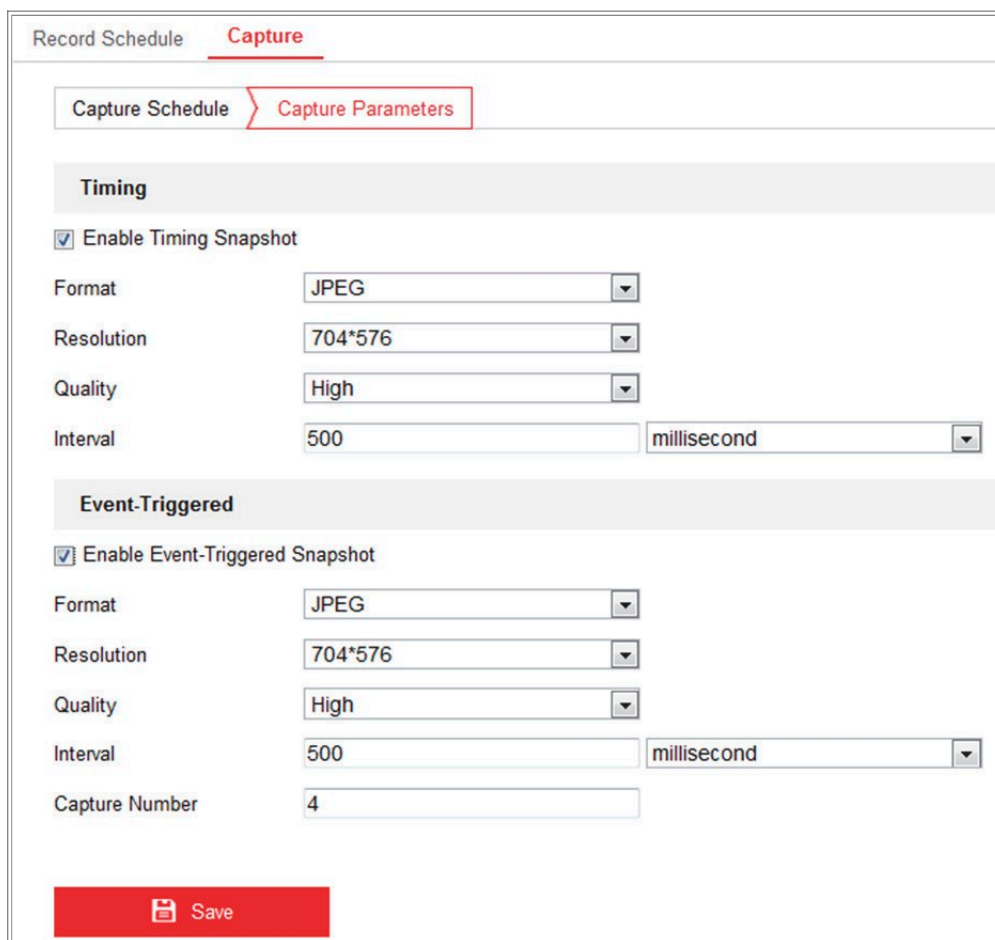 Record Schedule Capture
Capture Schedule Capture Parameters
Timing
Enable Timing Snapshot
Format JPEG
Resolution 704*576
Quality High
Interval 500 millisecond
Event-Triggered
Enable Event-Triggered Snapshot
Format JPEG
Resolution 704*576
Quality High
Interval 500 millisecond
Capture Number 4
Save